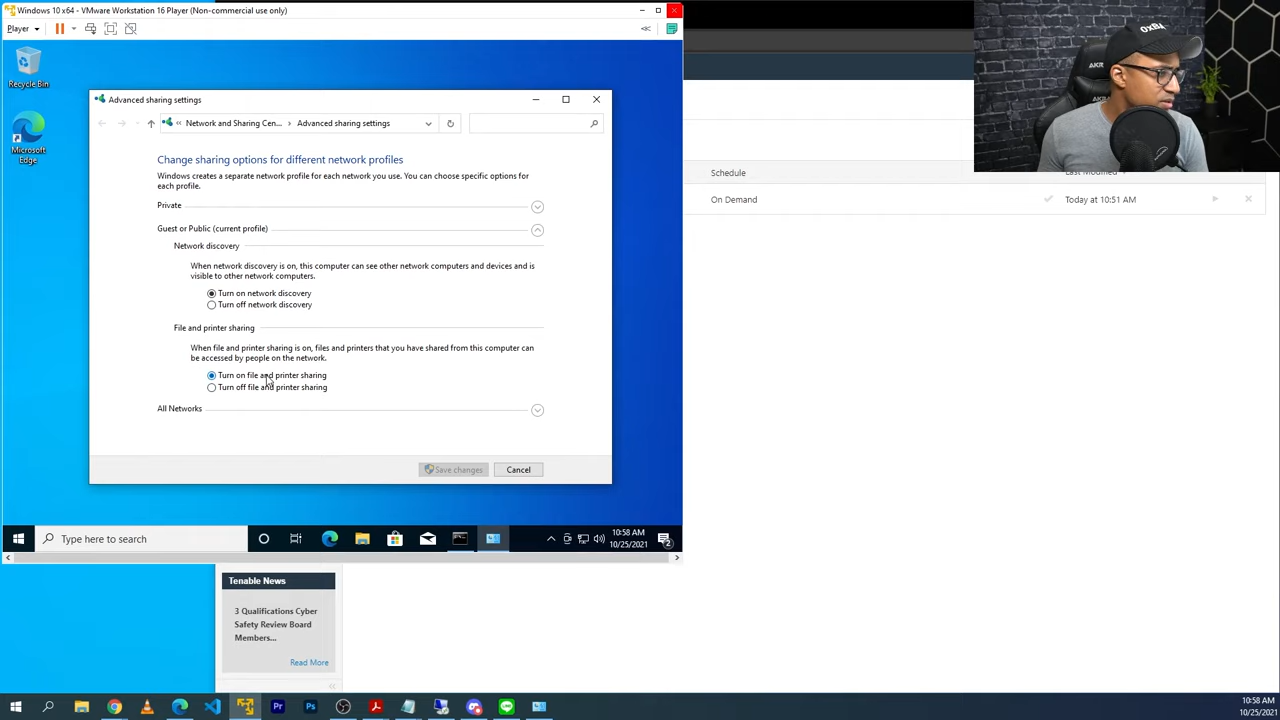 Windows 10 x64 - VMware Workstation 16 Player (Non-commercial use only)
Player
Recycle Bin
Microsoft
Edge
Advanced sharing settings
Network and Sharing Cen...
Advanced sharing settings
Change sharing options for different network profiles
Windows creates a separate network profile for each network you use. You can choose specific options for
each profile.
Private
Guest or Public (current profile)
Network discovery
When network discovery is on, this computer can see other network computers and devices and is
visible to other network computers.
Turn on network discovery
Turn off network discovery
File and printer sharing
When file and printer sharing is on, files and printers that you have shared from this computer can
be accessed by people on the network.
Turn on file and printer sharing
Turn off file and printer sharing
All Networks
Save changes
Cancel
Type here to search
10:58 AM
10/25/2021
2
Schedule
Last Modified
On Demand
Today at 10:51 AM
AKR
Tenable News
3 Qualifications Cyber
Safety Review Board
Members...
Read More
Pr
Ps
10:58 AM
10/25/2021